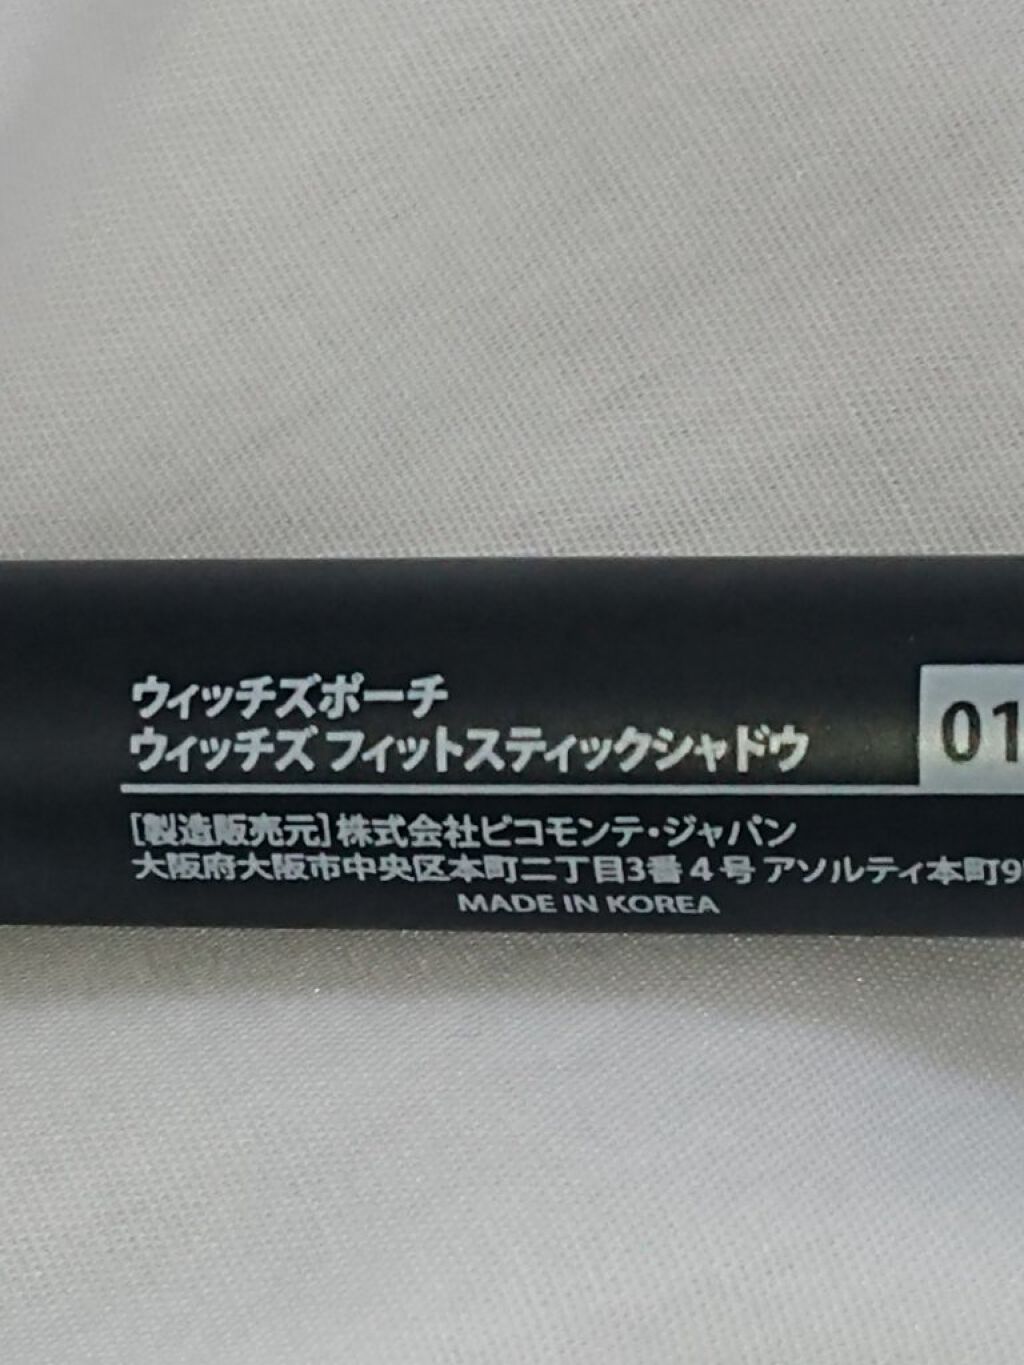 ウィッチズポーチ
ウィッチズ フィットスティックシャドウ
01
[製造販売元] 株式会社ピコモンテ・ジャパン
大阪府大阪市中央区本町二丁目3番4号 アソルティ本町9
MADE IN KOREA